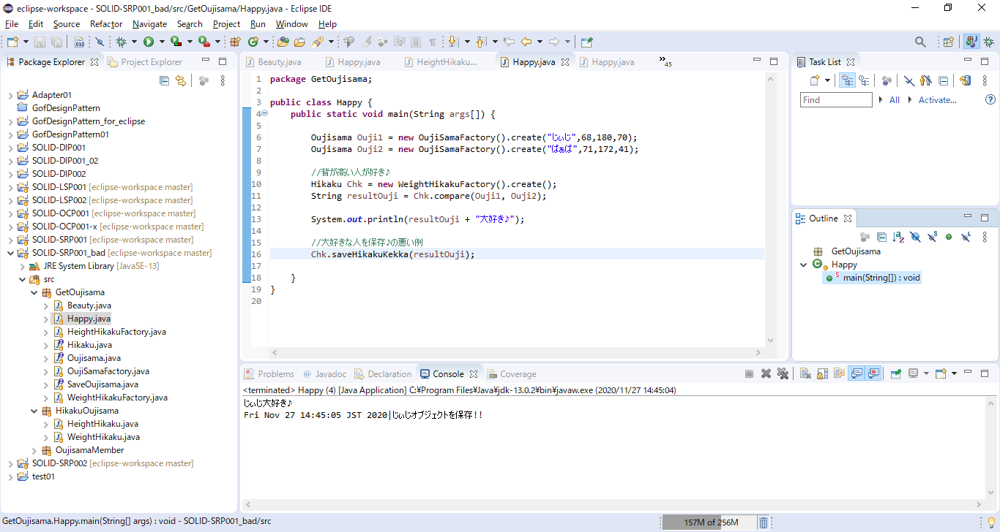 eclipse-workspace - SOLID-SRP001_bad/src/GetOujisama/Happy.java - Eclipse IDE
File Edit Source Refactor Navigate Search Project Run Window Help
Package Explorer Project Explorer
Adapter01
GofDesignPattern
GofDesignPattern_for_eclipse
GofDesignPattern01
SOLID-DIP001
SOLID-DIP001_02
SOLID-DIP002
SOLID-LSP001 [eclipse-workspace master]
SOLID-LSP002 [eclipse-workspace master]
SOLID-OCP001 [eclipse-workspace master]
SOLID-OCP001-x [eclipse-workspace master]
SOLID-SRP001 [eclipse-workspace master]
SOLID-SRP001_bad [eclipse-workspace master]
JRE System Library [JavaSE-13]
src
GetOujisama
Beauty.java
Happy.java
HeightHikakuFactory.java
Hikaku.java
Oujisama.java
OujiSamaFactory.java
SaveOujisama.java
WeightHikakuFactory.java
HikakuOujisama
HeightHikaku.java
WeightHikaku.java
OujisamaMember
SOLID-SRP002 [eclipse-workspace master]
test01
Beauty.java Happy.java HeightHikaku... Happy.java Happy.java »45
1 package GetOujisama;
2
3 public class Happy {
4 public static void main(String args[]) {
5
6 Oujisama Ouji1 = new OujiSamaFactory().create("じぃじ",68,180,70);
7 Oujisama Ouji2 = new OujiSamaFactory().create("ばぁば",71,172,41);
8
9 //背が高い人が好き♪
10 Hikaku Chk = new WeightHikakuFactory().create();
11 String resultOuji = Chk.compare(Ouji1, Ouji2);
12
13 System.out.println(resultOuji + "大好き♪");
14
15 //大好きな人を保存♪の悪い例
16 Chk.saveHikakuKekka(resultOuji);
17
18 }
19 }
20
Task List
Find All Activate...
Outline
GetOujisama
Happy
main(String[]) : void
Problems Javadoc Declaration Console Coverage
<terminated> Happy (4) [Java Application] C:¥Program Files¥Java¥jdk-13.0.2¥bin¥javaw.exe (2020/11/27 14:45:04)
じぃじ大好き♪
Fri Nov 27 14:45:05 JST 2020|じぃじオブジェクトを保存!!
GetOujisama.Happy.main(String[] args) : void - SOLID-SRP001_bad/src
157M of 256M